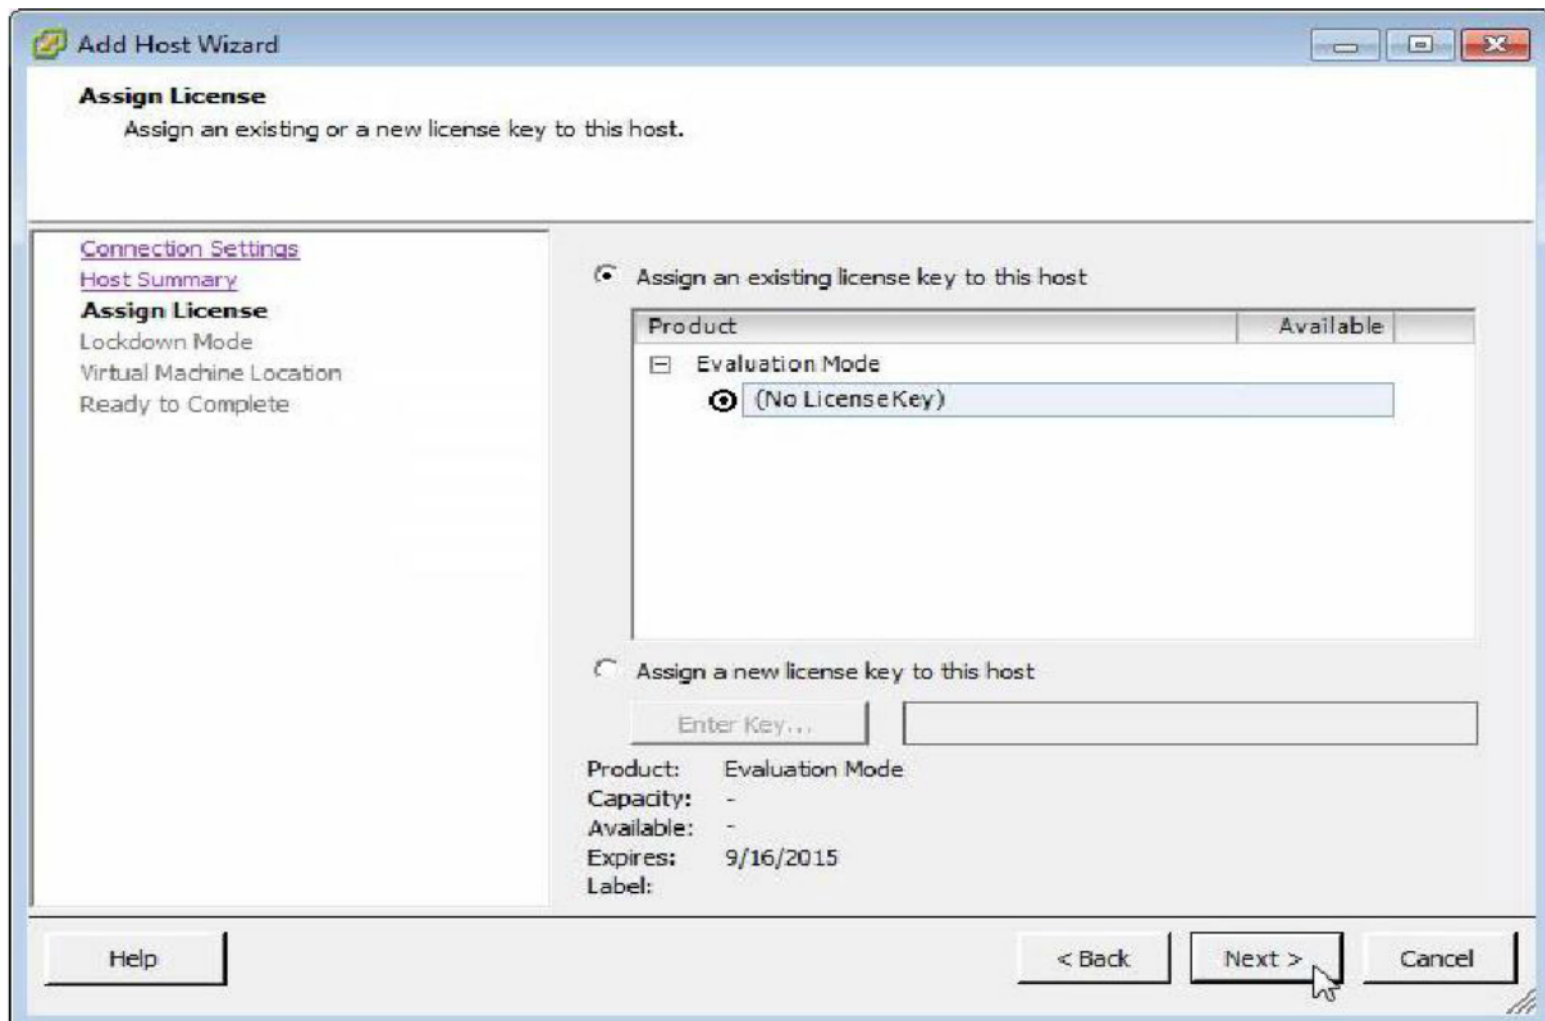 Add Host Wizard
Assign License
Assign an existing or a new license key to this host.
Connection Settings
Host Summary
Assign License
Lockdown Mode
Virtual Machine Location
Ready to Complete
Assign an existing license key to this host
Product Available
Evaluation Mode
(No License Key)
Assign a new license key to this host
Enter Key...
Product: Evaluation Mode
Capacity: -
Available: -
Expires: 9/16/2015
Label:
Help < Back Next > Cancel